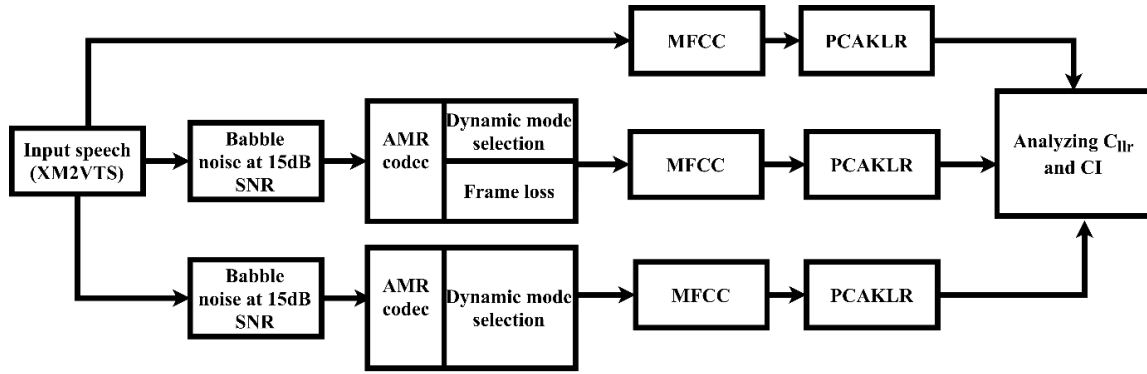 MFCC
PCAKLR
Input speech
(XM2VTS)
Babble
noise at 15dB
SNR
AMR
codec
Dynamic mode
selection
Frame loss
MFCC
PCAKLR
Analyzing C_llr
and CI
Babble
noise at 15dB
SNR
AMR
codec
Dynamic mode
selection
MFCC
PCAKLR